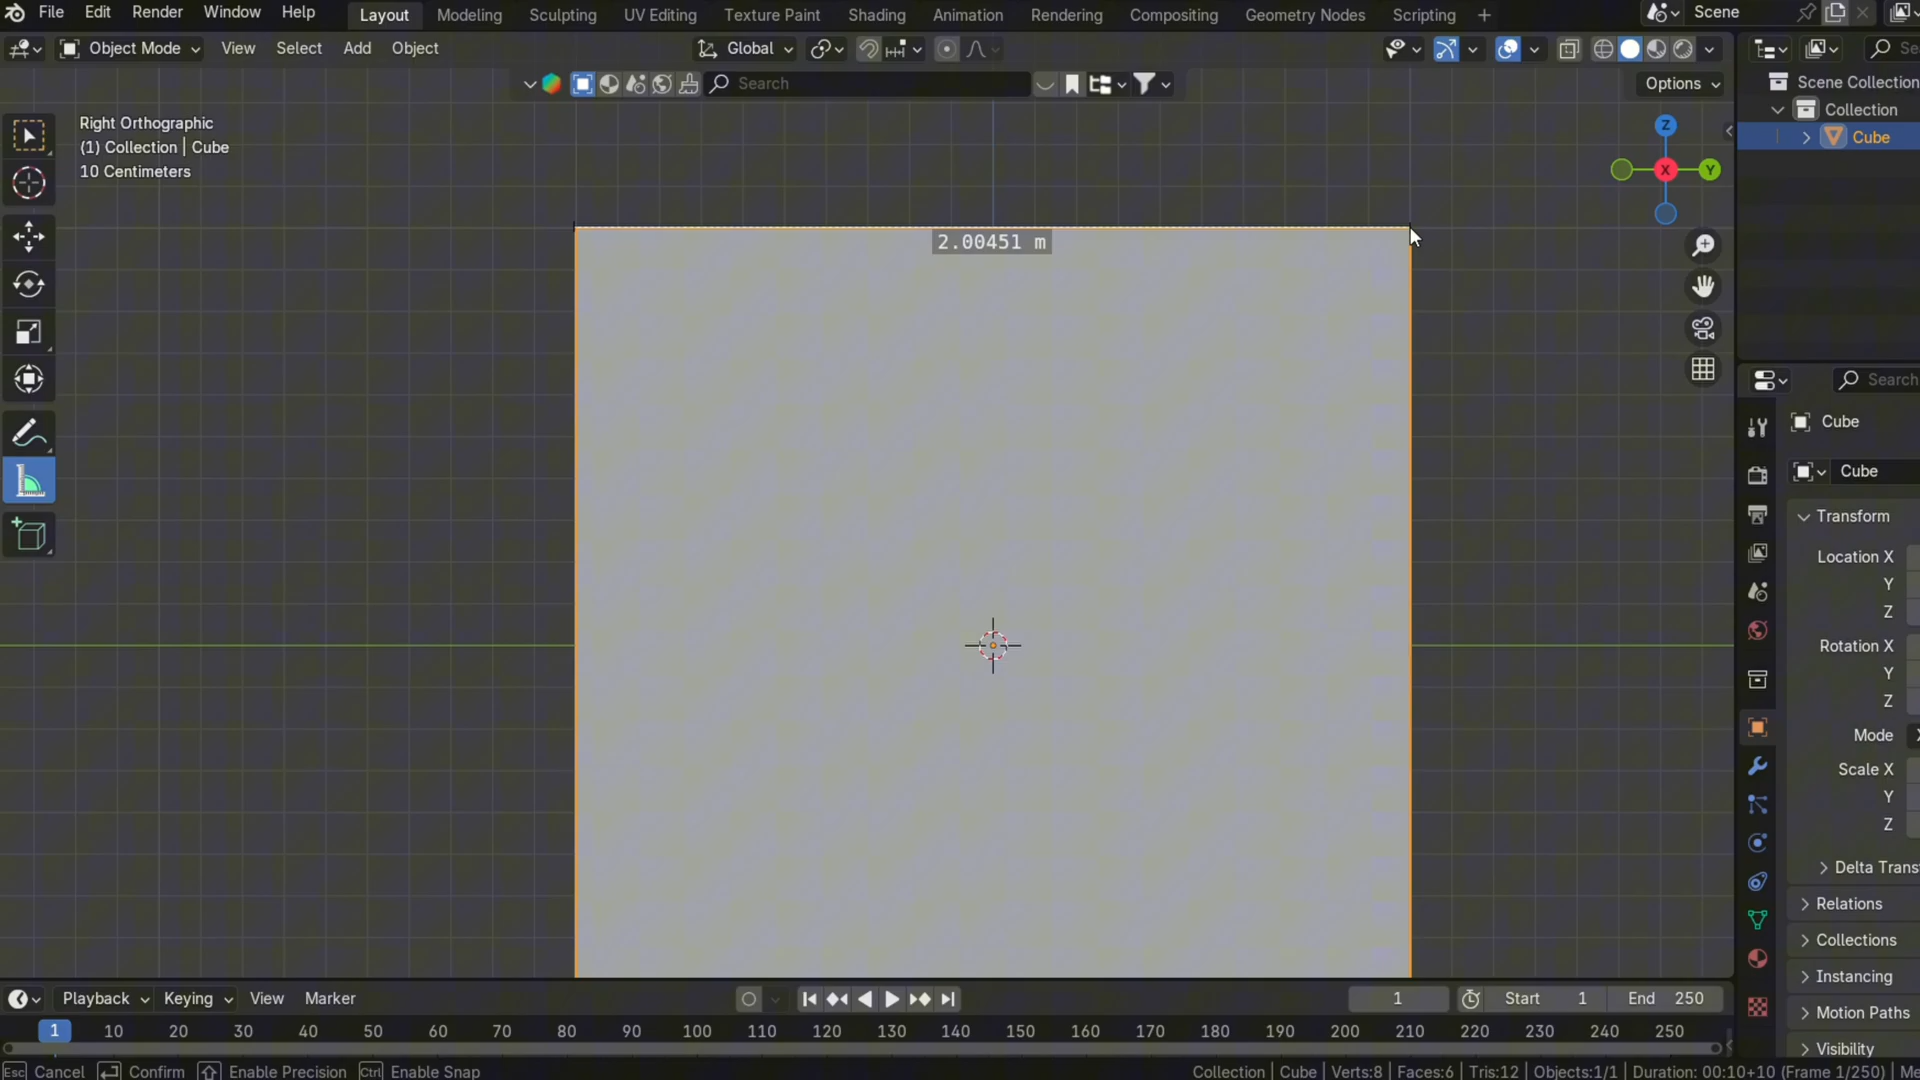 File Edit Render Window Help Layout Modeling Sculpting UV Editing Texture Paint Shading Animation Rendering Compositing Geometry Nodes Scripting + Scene
Object Mode View Select Add Object Global
Search Options
Scene Collection
Collection
Cube
Right Orthographic
(1) Collection | Cube
10 Centimeters
Z
X
Y
2.00451 m
Search
Cube
Cube
Transform
Location X
Y
Z
Rotation X
Y
Z
Mode
Scale X
Y
Z
Relations
Collections
Instancing
Motion Paths
Visibility
Playback Keying View Marker 1 Start 1 End 250
1 10 20 30 40 50 60 70 80 90 100 110 120 130 140 150 160 170 180 190 200 210 220 230 240 250
Esc Cancel Confirm Enable Precision Ctrl Enable Snap Collection | Cube | Verts:8 | Faces:6 | Tris:12 | Objects:1/1 | Duration: 00:10+10 (Frame 1/250) |